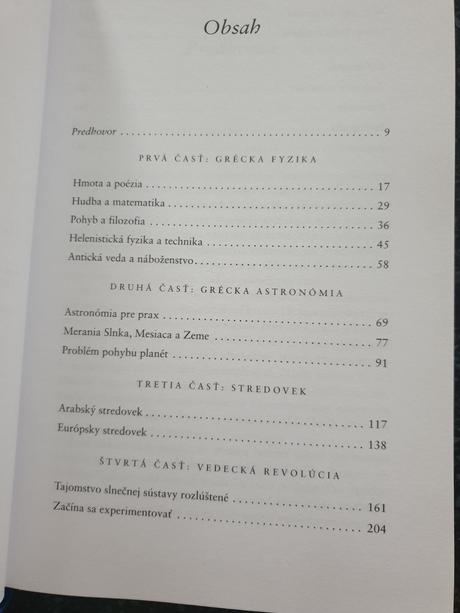 Obsah
Predhovor ........................................ 9
PRVÁ ČASŤ: GRÉCKA FYZIKA
Hmota a poézia ........................................ 17
Hudba a matematika ........................................ 29
Pohyb a filozofia ........................................ 36
Helenistická fyzika a technika ........................................ 45
Antická veda a náboženstvo ........................................ 58
DRUHÁ ČASŤ: GRÉCKA ASTRONÓMIA
Astronómia pre prax ........................................ 69
Merania Slnka, Mesiaca a Zeme ........................................ 77
Problém pohybu planét ........................................ 91
TRETIA ČASŤ: STREDOVEK
Arabský stredovek ........................................ 117
Európsky stredovek ........................................ 138
ŠTVRTÁ ČASŤ: VEDECKÁ REVOLÚCIA
Tajomstvo slnečnej sústavy rozlúštené ........................................ 161
Začína sa experimentovať ........................................ 204